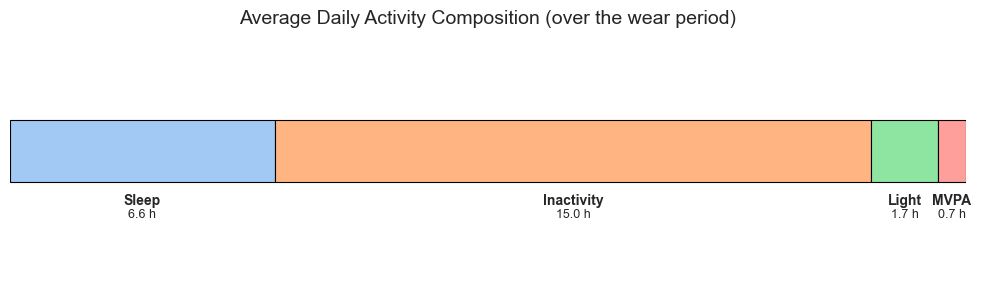 Average Daily Activity Composition (over the wear period)
Sleep Inactivity Light MVPA
6.6 h 15.0 h 1.7 h 0.7 h